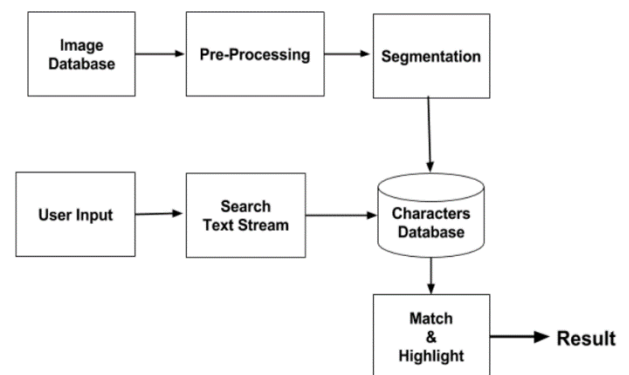 Image
Database
Pre-Processing
Segmentation
User Input
Search
Text Stream
Characters
Database
Match
&
Highlight
Result